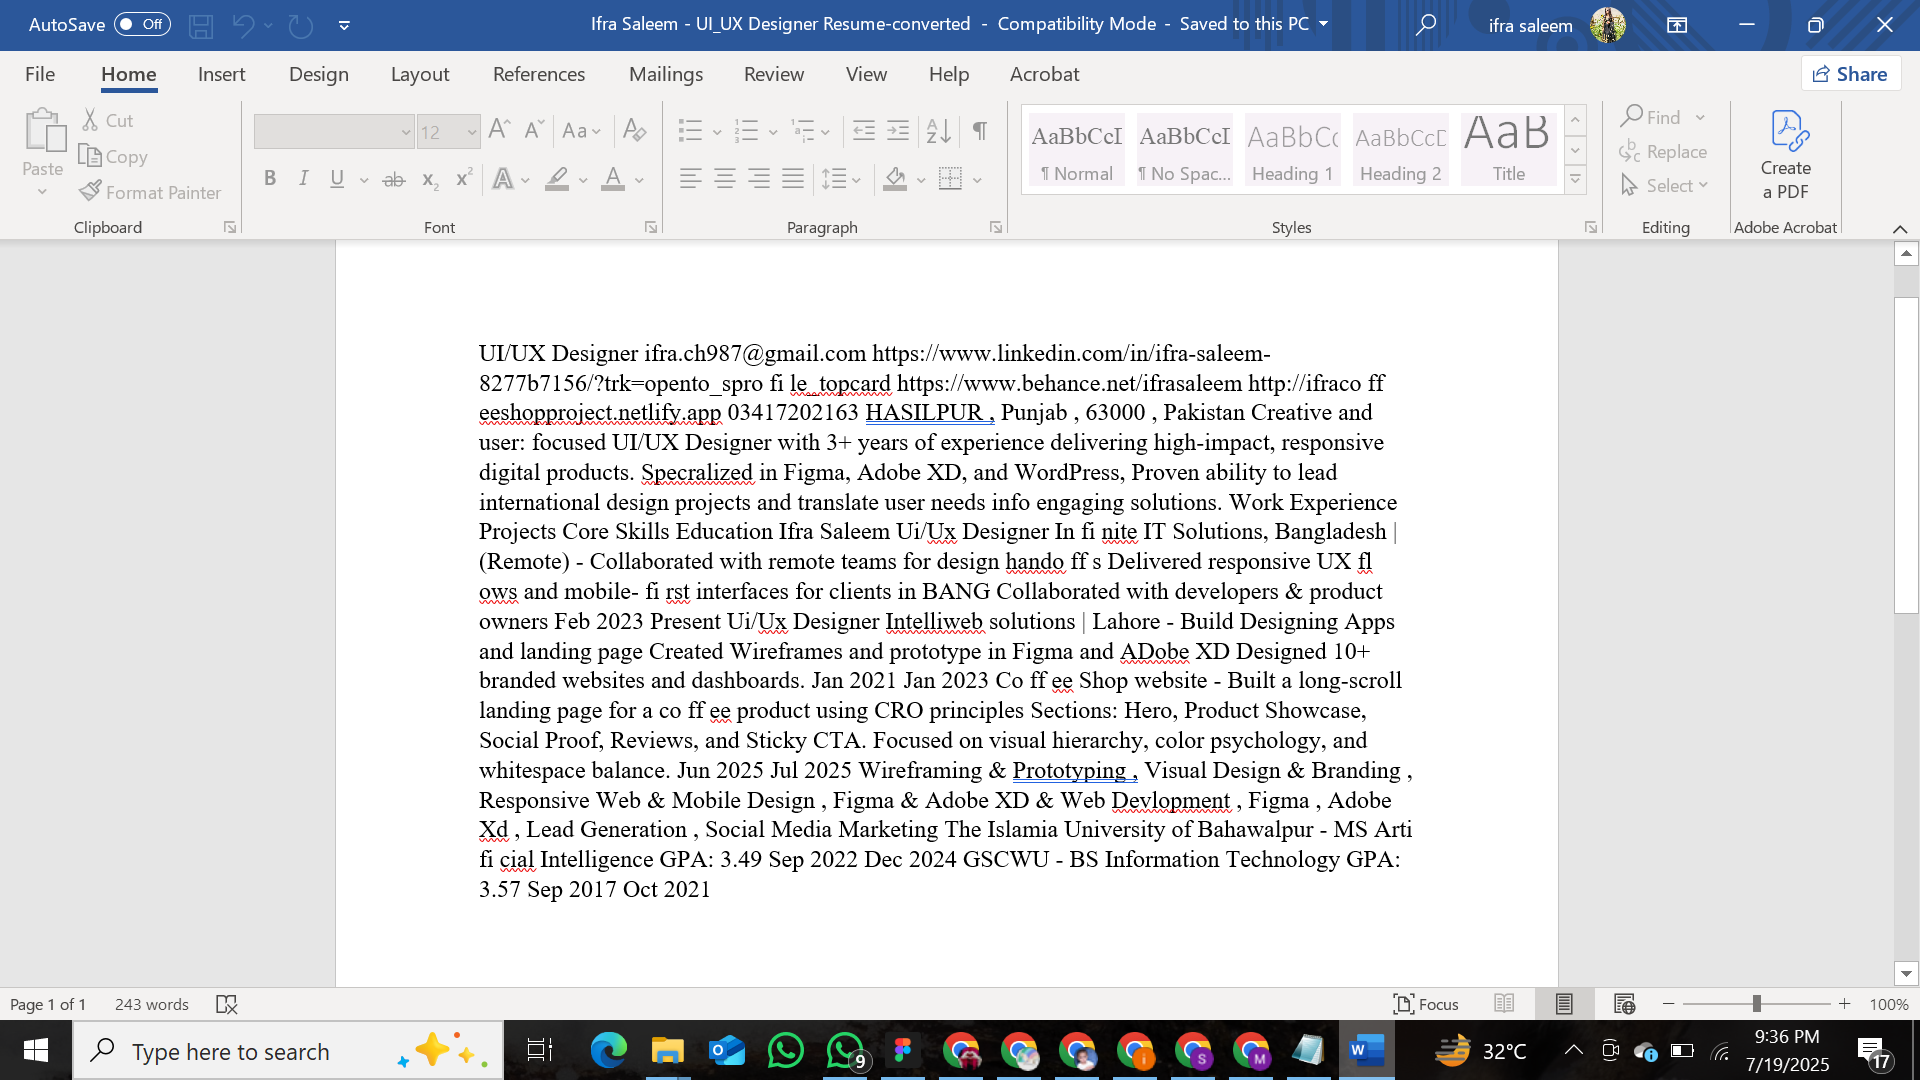 AutoSave Off
Ifra Saleem - UI_UX Designer Resume-converted - Compatibility Mode - Saved to this PC
ifra saleem
File Home Insert Design Layout References Mailings Review View Help Acrobat
Share
Paste
Cut
Copy
Format Painter
Clipboard
12
Aa
B I U ab x₂ x² A A
Font
Paragraph
AaBbCcI AaBbCcI AaBbCc AaBbCcD AaB
¶ Normal ¶ No Spac... Heading 1 Heading 2 Title
Styles
Find
Replace
Select
Editing
Create
a PDF
Adobe Acrobat
UI/UX Designer ifra.ch987@gmail.com https://www.linkedin.com/in/ifra-saleem-
8277b7156/?trk=opento_spro fi le_topcard https://www.behance.net/ifrasaleem http://ifraco ff
eeshopproject.netlify.app 03417202163 HASILPUR , Punjab , 63000 , Pakistan Creative and
user: focused UI/UX Designer with 3+ years of experience delivering high-impact, responsive
digital products. Specralized in Figma, Adobe XD, and WordPress, Proven ability to lead
international design projects and translate user needs info engaging solutions. Work Experience
Projects Core Skills Education Ifra Saleem Ui/Ux Designer In fi nite IT Solutions, Bangladesh |
(Remote) - Collaborated with remote teams for design hando ff s Delivered responsive UX fl
ows and mobile- fi rst interfaces for clients in BANG Collaborated with developers & product
owners Feb 2023 Present Ui/Ux Designer Intelliweb solutions | Lahore - Build Designing Apps
and landing page Created Wireframes and prototype in Figma and ADobe XD Designed 10+
branded websites and dashboards. Jan 2021 Jan 2023 Co ff ee Shop website - Built a long-scroll
landing page for a co ff ee product using CRO principles Sections: Hero, Product Showcase,
Social Proof, Reviews, and Sticky CTA. Focused on visual hierarchy, color psychology, and
whitespace balance. Jun 2025 Jul 2025 Wireframing & Prototyping , Visual Design & Branding ,
Responsive Web & Mobile Design , Figma & Adobe XD & Web Devlopment , Figma , Adobe
Xd , Lead Generation , Social Media Marketing The Islamia University of Bahawalpur - MS Arti
fi cial Intelligence GPA: 3.49 Sep 2022 Dec 2024 GSCWU - BS Information Technology GPA:
3.57 Sep 2017 Oct 2021
Page 1 of 1 243 words
Focus
100%
Type here to search
9
32°C
9:36 PM
7/19/2025
17